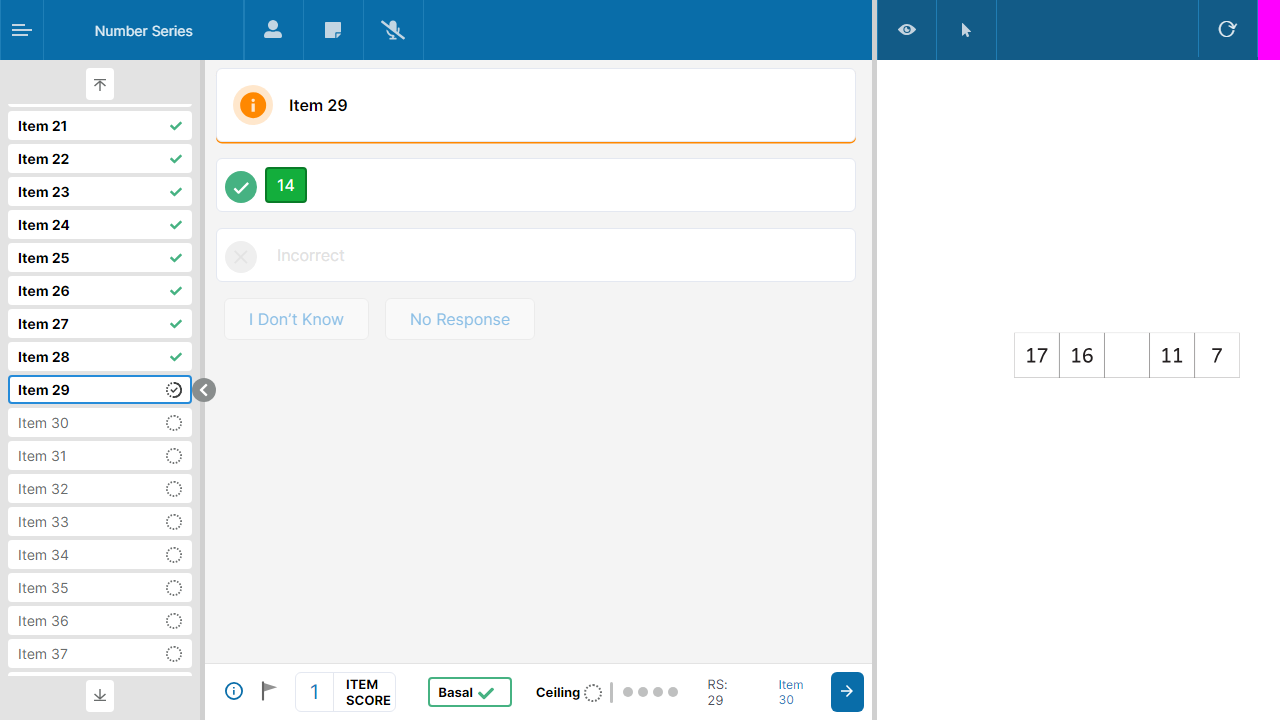 Number Series
Item 21
Item 22
Item 23
Item 24
Item 25
Item 26
Item 27
Item 28
Item 29
Item 30
Item 31
Item 32
Item 33
Item 34
Item 35
Item 36
Item 37
Item 29
14
Incorrect
I Don't Know
No Response
1
ITEM
SCORE
Basal
Ceiling
RS:
29
Item
30
17 16 11 7